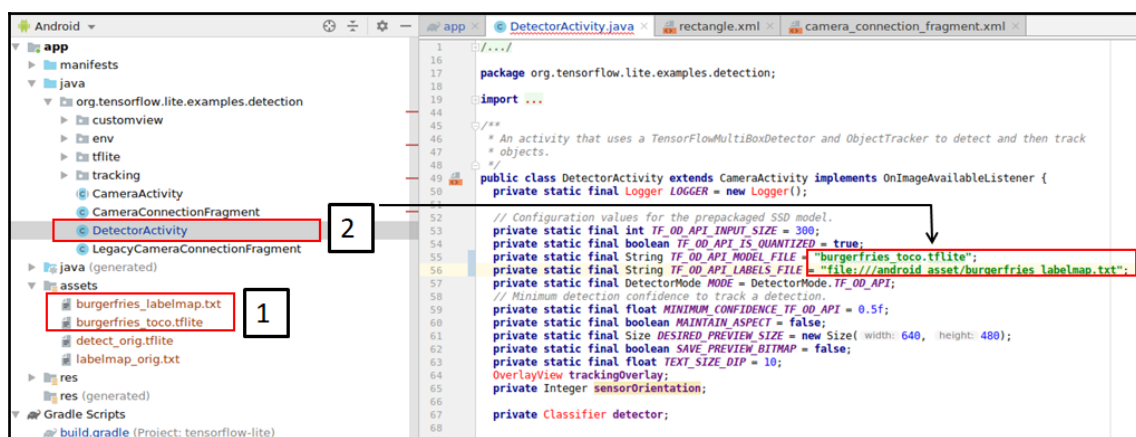 Android
app
manifests
java
org.tensorflow.lite.examples.detection
customview
env
tflite
tracking
CameraActivity
CameraConnectionFragment
DetectorActivity
LegacyCameraConnectionFragment
java (generated)
assets
burgerfries_labelmap.txt
burgerfries_toco.tflite
detect_orig.tflite
labelmap_orig.txt
res
res (generated)
Gradle Scripts
build.gradle (Project: tensorflow-lite)
1
2
app
DetectorActivity.java
rectangle.xml
camera_connection_fragment.xml
1 /.../
16
17 package org.tensorflow.lite.examples.detection;
18
19 import ...
44
45 /**
46 * An activity that uses a TensorFlowMultiBoxDetector and ObjectTracker to detect and then track
47 * objects.
48 */
49 public class DetectorActivity extends CameraActivity implements OnImageAvailableListener {
50 private static final Logger LOGGER = new Logger();
51
52 // Configuration values for the prepackaged SSD model.
53 private static final int TF_OD_API_INPUT_SIZE = 300;
54 private static final boolean TF_OD_API_IS_QUANTIZED = true;
55 private static final String TF_OD_API_MODEL_FILE = "burgerfries_toco.tflite";
56 private static final String TF_OD_API_LABELS_FILE = "file:///android_asset/burgerfries_labelmap.txt";
57 private static final DetectorMode MODE = DetectorMode.TF_OD_API;
58 // Minimum detection confidence to track a detection.
59 private static final float MINIMUM_CONFIDENCE_TF_OD_API = 0.5f;
60 private static final boolean MAINTAIN_ASPECT = false;
61 private static final Size DESIRED_PREVIEW_SIZE = new Size( width: 640, height: 480);
62 private static final boolean SAVE_PREVIEW_BITMAP = false;
63 private static final float TEXT_SIZE_DIP = 10;
64 OverlayView trackingOverlay;
65 private Integer sensorOrientation;
66
67 private Classifier detector;
68